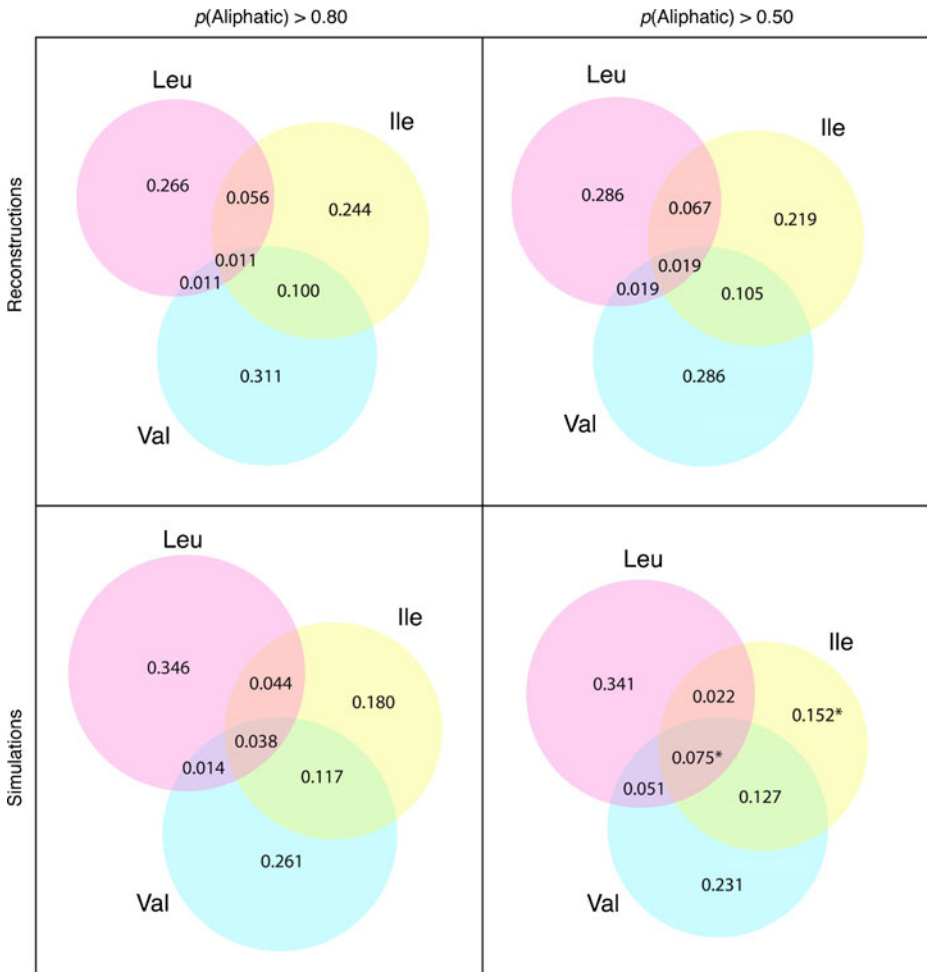 p(Aliphatic) > 0.80
p(Aliphatic) > 0.50
Reconstructions
Leu
Ile
0.266
0.056
0.244
0.011
0.011
0.100
0.311
Val
Leu
Ile
0.286
0.067
0.219
0.019
0.019
0.105
0.286
Val
Simulations
Leu
Ile
0.346
0.044
0.180
0.038
0.014
0.117
0.261
Val
Leu
Ile
0.341
0.022
0.152*
0.075*
0.051
0.127
0.231
Val